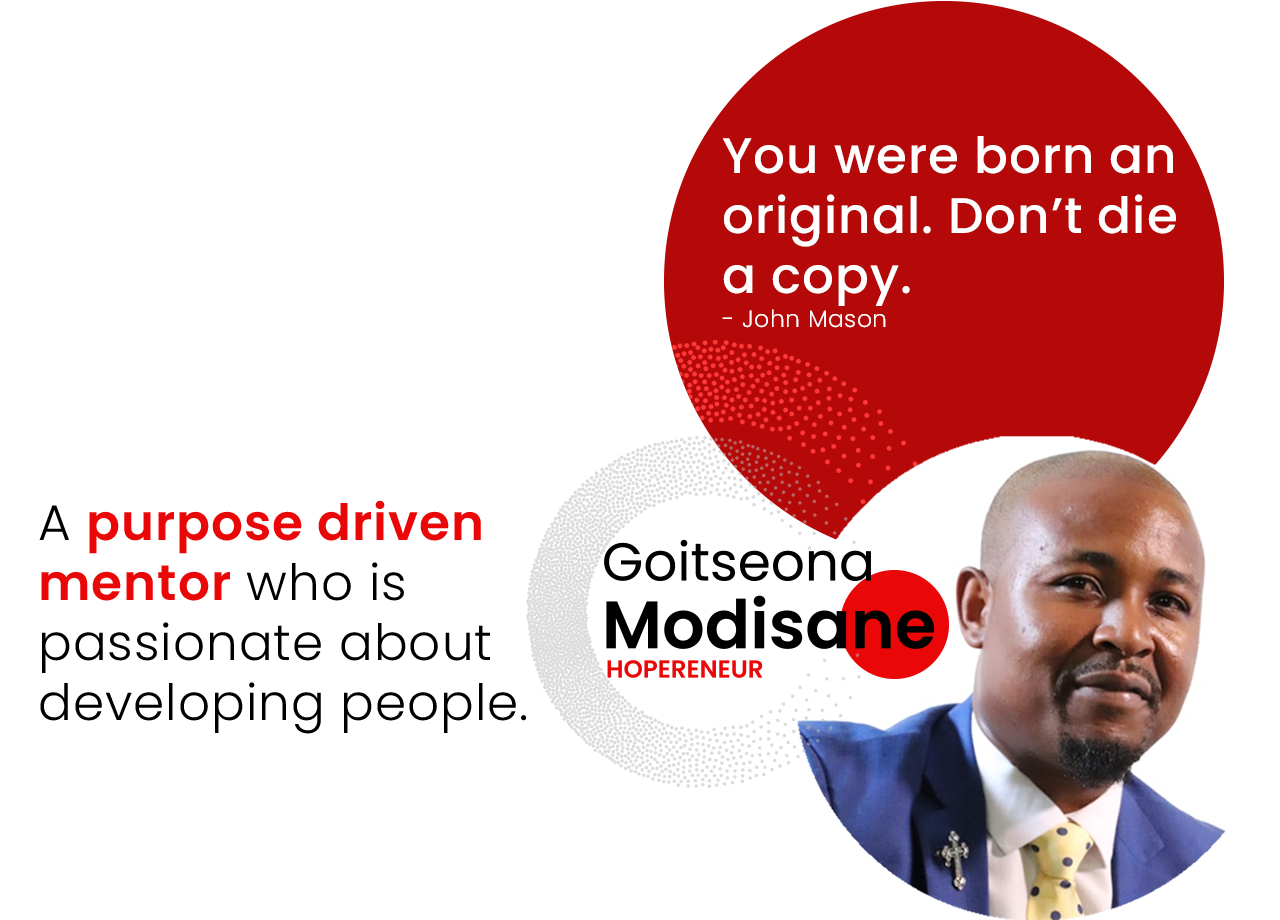 You were born an
original. Don’t die
a copy.
- John Mason
A purpose driven
mentor who is
passionate about
developing people.
Goitseona
Modisane
HOPERENEUR